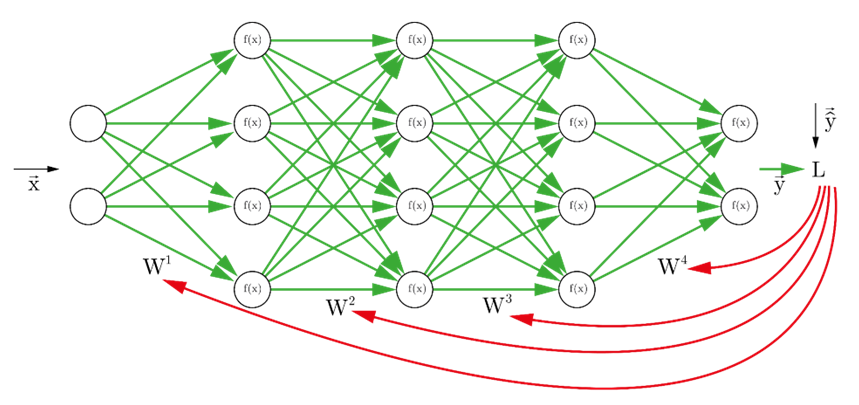 f(x) f(x) f(x)
f(x) f(x) f(x) f(x)
x⃗
ŷ⃗
L
y⃗
f(x) f(x) f(x) f(x)
W¹
W⁴
f(x) f(x) f(x)
W²
W³